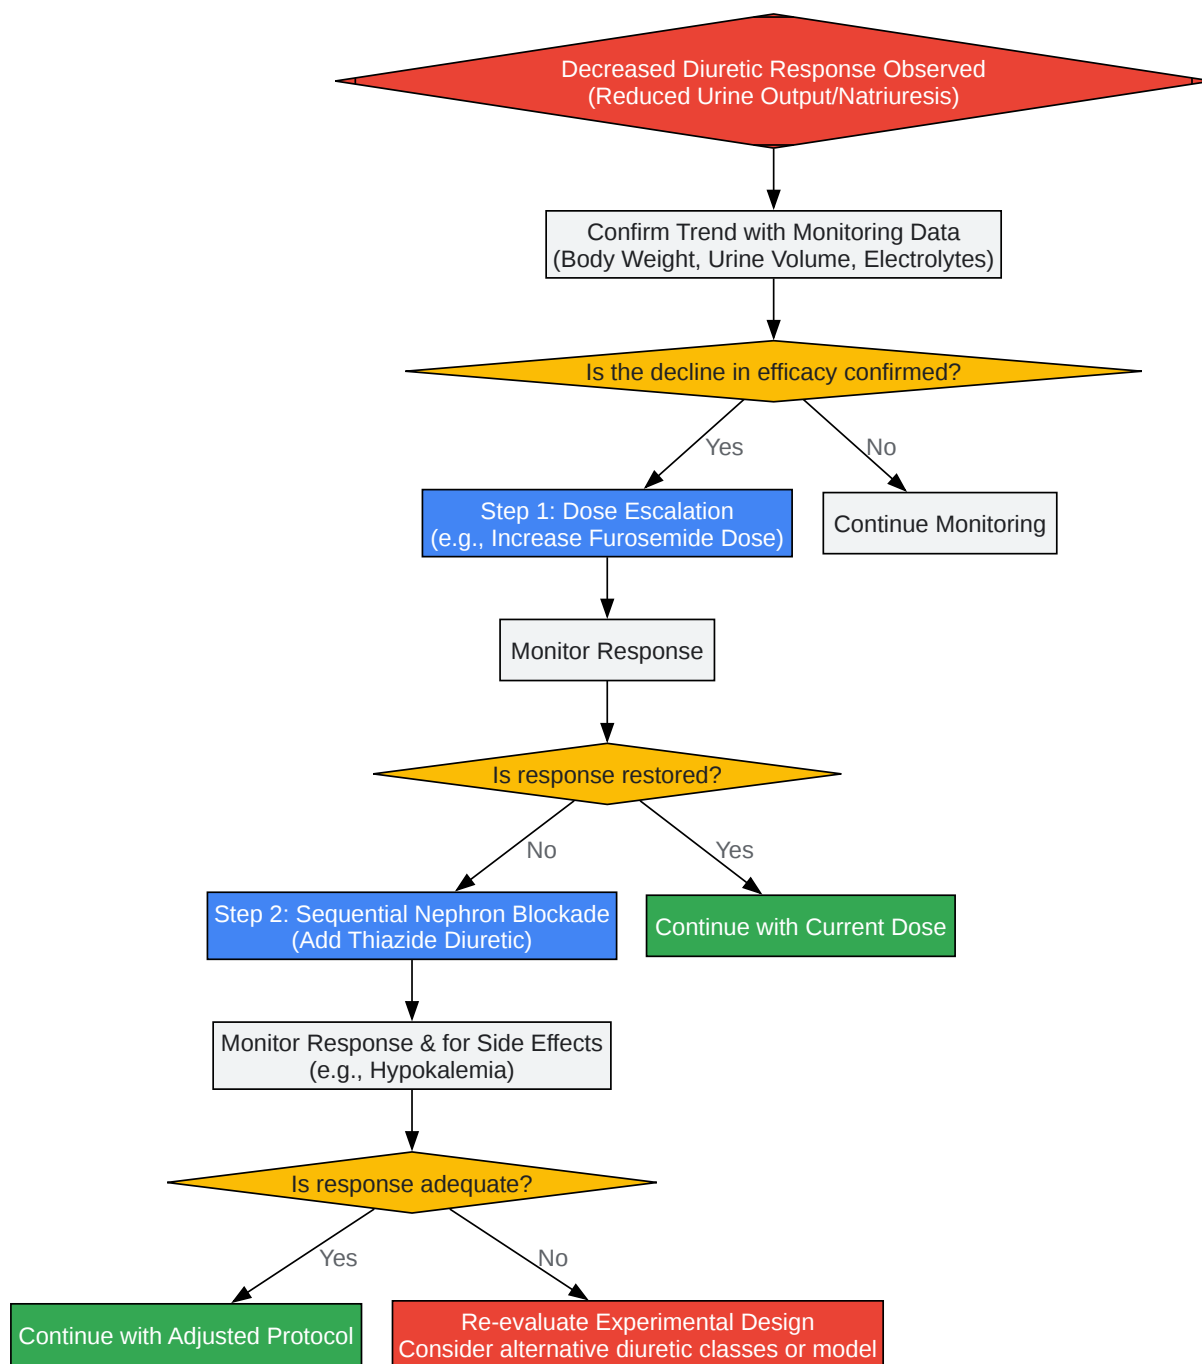 Decreased Diuretic Response Observed
(Reduced Urine Output/Natriuresis)
Confirm Trend with Monitoring Data
(Body Weight, Urine Volume, Electrolytes)
Is the decline in efficacy confirmed?
Yes
No
Step 1: Dose Escalation
(e.g., Increase Furosemide Dose)
Continue Monitoring
Monitor Response
Is response restored?
No
Yes
Step 2: Sequential Nephron Blockade
(Add Thiazide Diuretic)
Continue with Current Dose
Monitor Response & for Side Effects
(e.g., Hypokalemia)
Is response adequate?
Yes
No
Continue with Adjusted Protocol
Re-evaluate Experimental Design
Consider alternative diuretic classes or model